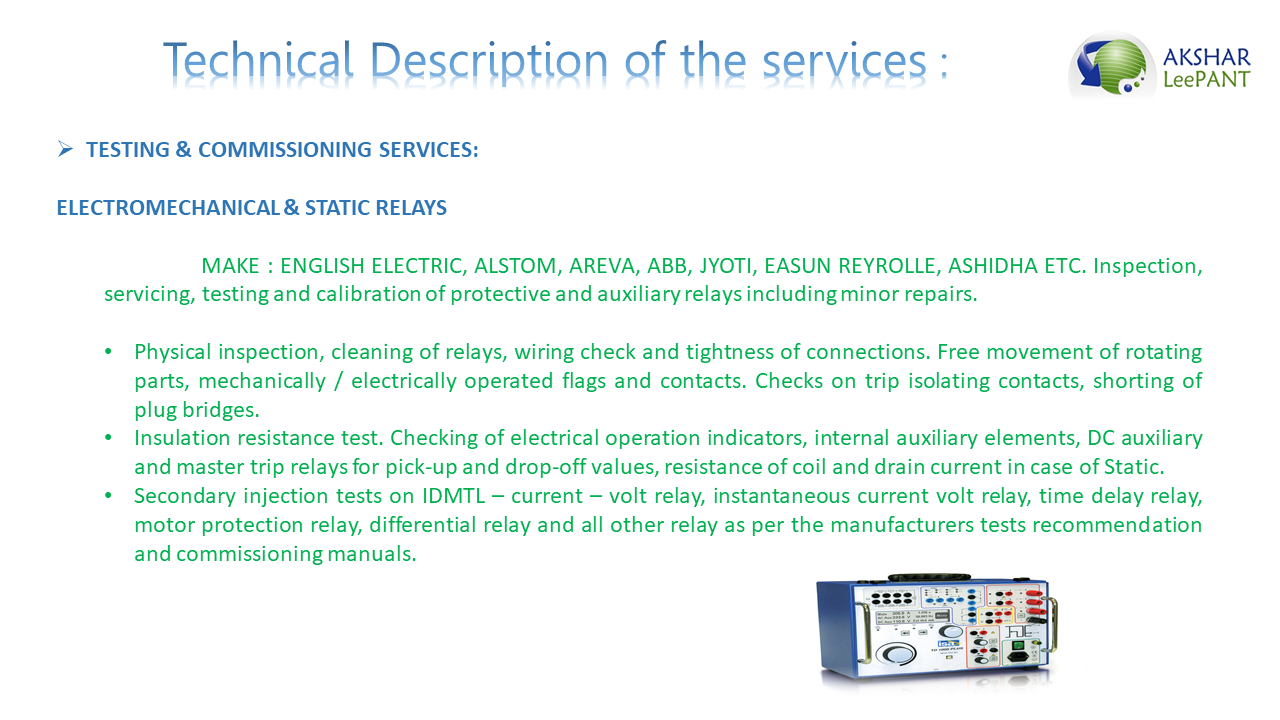 Technical Description of the services :
AKSHAR
LeePANT
➢ TESTING & COMMISSIONING SERVICES:
ELECTROMECHANICAL & STATIC RELAYS
MAKE : ENGLISH ELECTRIC, ALSTOM, AREVA, ABB, JYOTI, EASUN REYROLLE, ASHIDHA ETC. Inspection,
servicing, testing and calibration of protective and auxiliary relays including minor repairs.
• Physical inspection, cleaning of relays, wiring check and tightness of connections. Free movement of rotating
parts, mechanically / electrically operated flags and contacts. Checks on trip isolating contacts, shorting of
plug bridges.
• Insulation resistance test. Checking of electrical operation indicators, internal auxiliary elements, DC auxiliary
and master trip relays for pick-up and drop-off values, resistance of coil and drain current in case of Static.
• Secondary injection tests on IDMTL – current – volt relay, instantaneous current volt relay, time delay relay,
motor protection relay, differential relay and all other relay as per the manufacturers tests recommendation
and commissioning manuals.